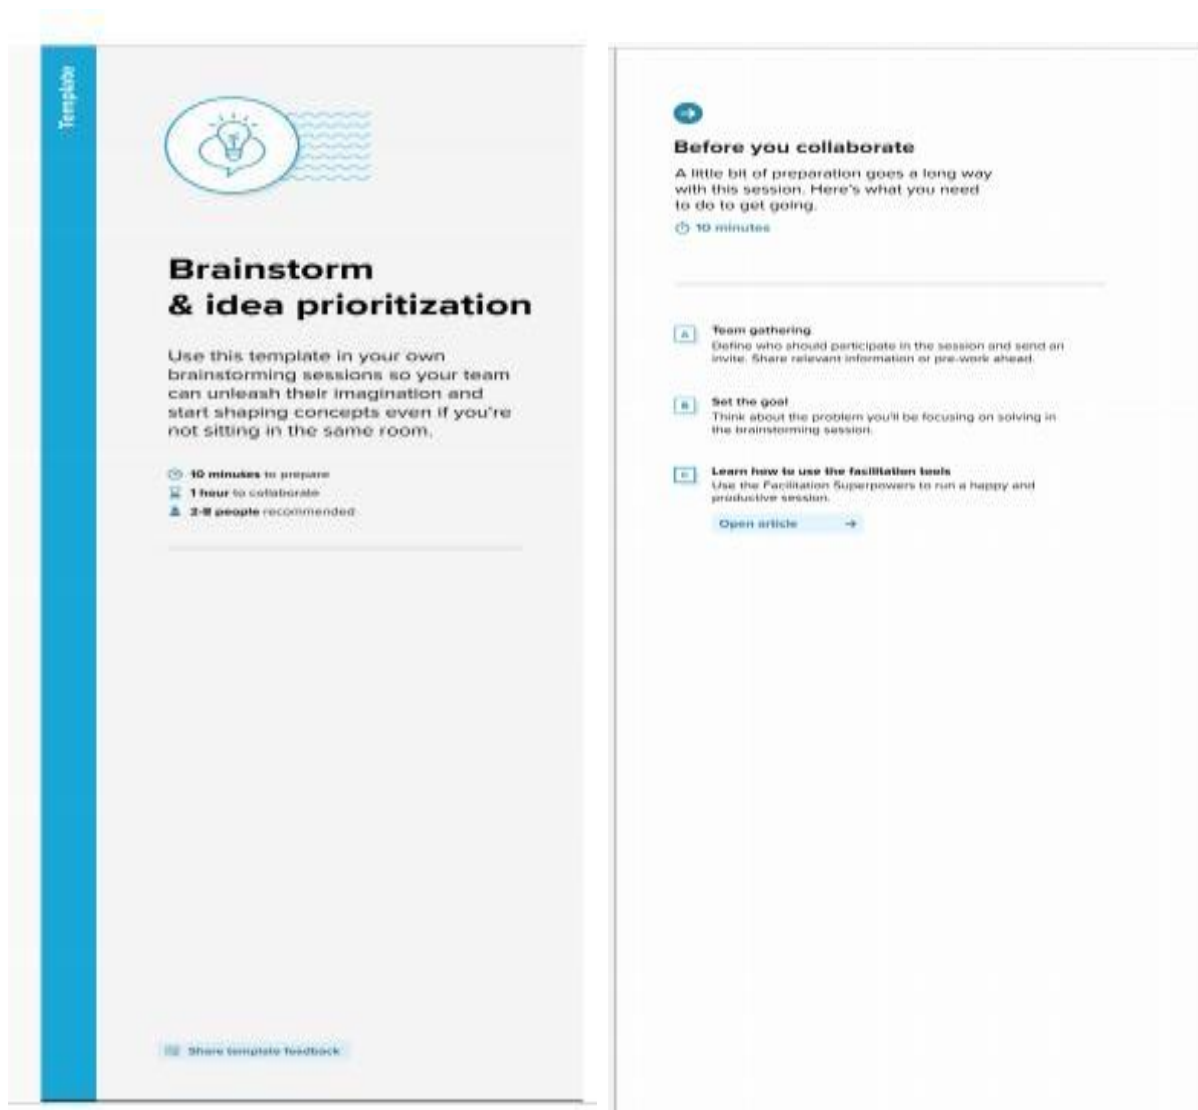 Template
Brainstorm
& idea prioritization
Use this template in your own
brainstorming sessions so your team
can unleash their imagination and
start shaping concepts even if you're
not sitting in the same room.
10 minutes to prepare
1 hour to collaborate
2-8 people recommended
Share template feedback
Before you collaborate
A little bit of preparation goes a long way
with this session. Here's what you need
to do to get going.
10 minutes
A
Team gathering
Define who should participate in the session and send an
invite. Share relevant information or pre-work ahead.
B
Set the goal
Think about the problem you'll be focusing on solving in
the brainstorming session.
C
Learn how to use the facilitation tools
Use the Facilitation Superpowers to run a happy and
productive session.
Open article